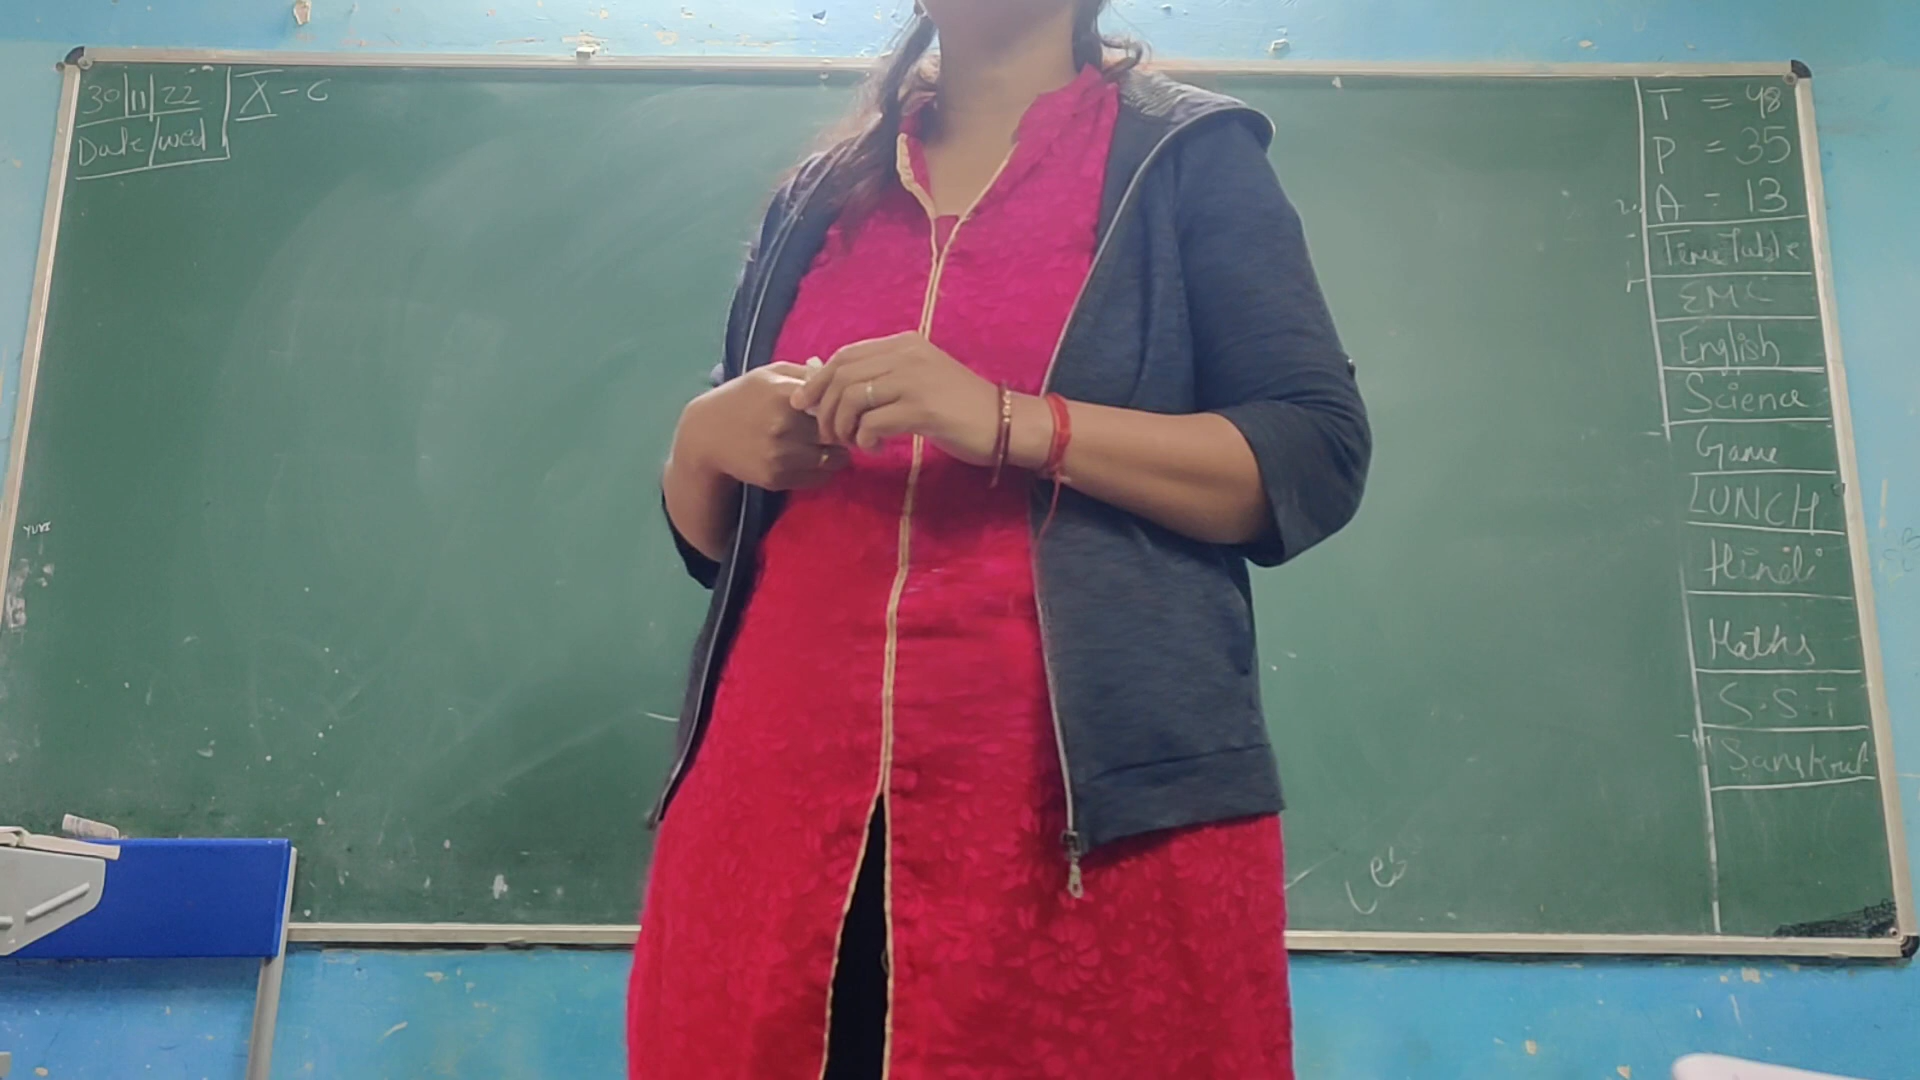 30/11/22
X-C
Date/wed
T = 48
P = 35
A = 13
Time Table
EMC
English
Science
Game
LUNCH
Hindi
Maths
S.S.T
Sanskrit